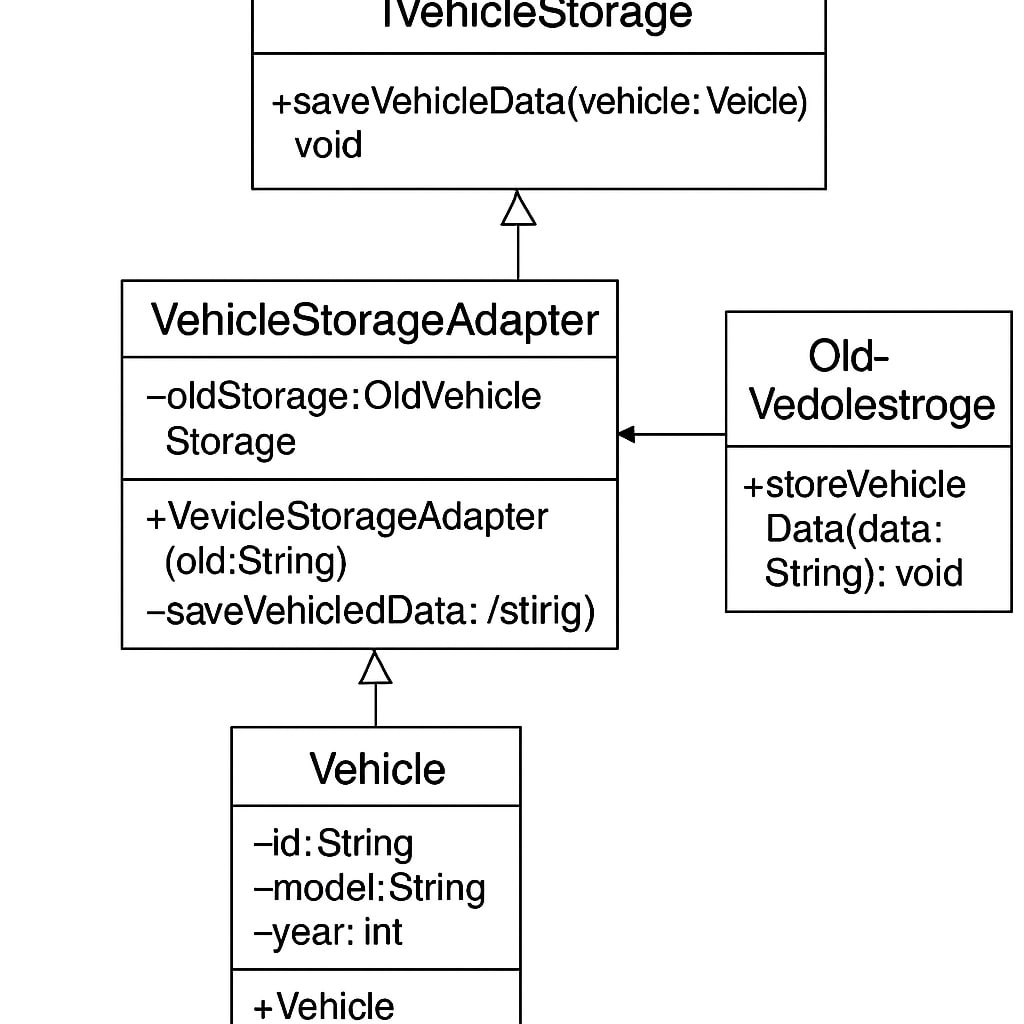 IVehicleStorage
+saveVehicleData(vehicle: Veicle)
void
VehicleStorageAdapter
–oldStorage:OldVehicle
Storage
+VevicleStorageAdapter
(old:String)
–saveVehicledData: /stirig)
Old-
Vedolestroge
+storeVehicle
Data(data:
String): void
Vehicle
–id:String
–model:String
–year: int
+Vehicle